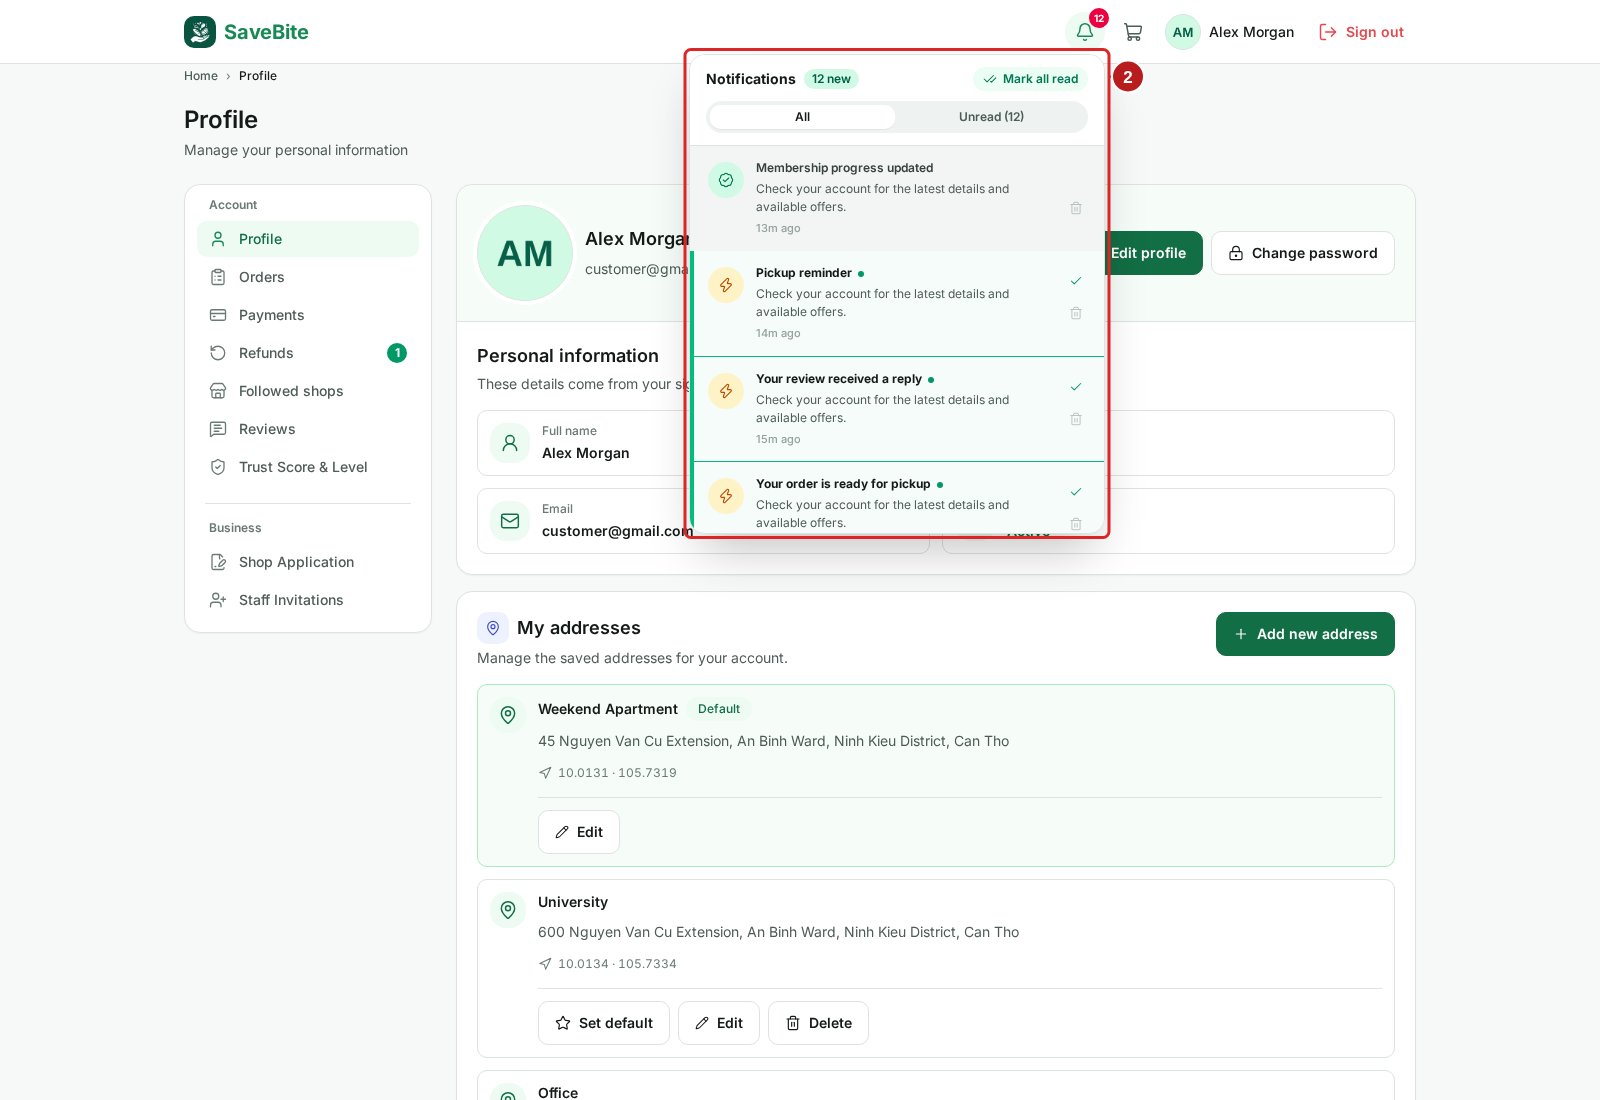 SaveBite
12
AM
Alex Morgan
Sign out
Home › Profile
Profile
Manage your personal information
Account
Profile
Orders
Payments
Refunds
1
Followed shops
Reviews
Trust Score & Level
Business
Shop Application
Staff Invitations
Notifications
12 new
Mark all read
2
All
Unread (12)
Membership progress updated
Check your account for the latest details and
available offers.
13m ago
Pickup reminder
Check your account for the latest details and
available offers.
14m ago
Your review received a reply
Check your account for the latest details and
available offers.
15m ago
Your order is ready for pickup
Check your account for the latest details and
available offers.
AM
Alex Morgan
customer@gma
Edit profile
Change password
Personal information
These details come from your
Full name
Alex Morgan
Email
customer@gmail.com
My addresses
Manage the saved addresses for your account.
Add new address
Weekend Apartment
Default
45 Nguyen Van Cu Extension, An Binh Ward, Ninh Kieu District, Can Tho
10.0131 · 105.7319
Edit
University
600 Nguyen Van Cu Extension, An Binh Ward, Ninh Kieu District, Can Tho
10.0134 · 105.7334
Set default
Edit
Delete
Office